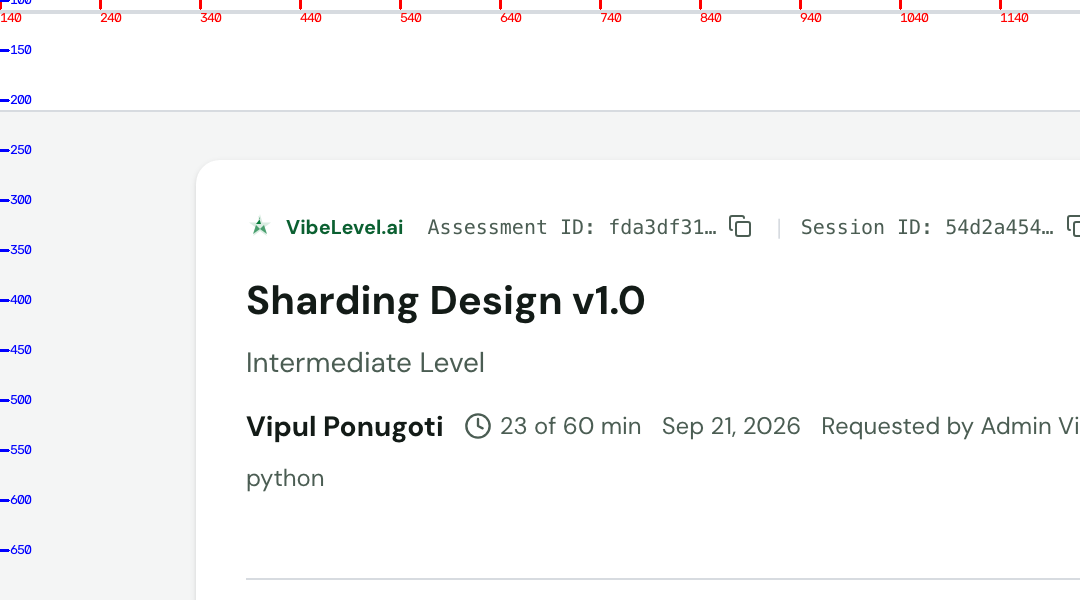 140 240 340 440 540 640 740 840 940 1040 1140
150
200
250
300
350
400
450
500
550
600
650
VibeLevel.ai Assessment ID: fda3df31… | Session ID: 54d2a454…
Sharding Design v1.0
Intermediate Level
Vipul Ponugoti 23 of 60 min Sep 21, 2026 Requested by Admin Vi
python